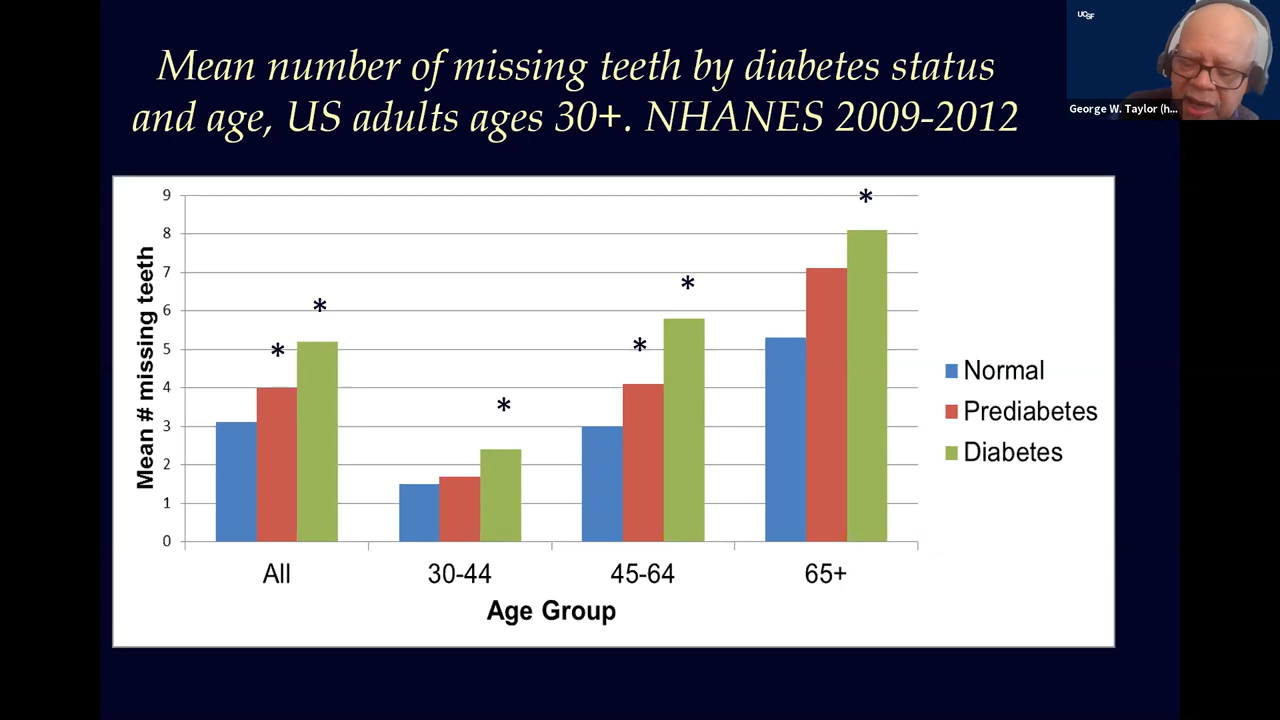 Mean number of missing teeth by diabetes status
and age, US adults ages 30+. NHANES 2009-2012
UCSF
George W. Taylor (h...
Mean # missing teeth
9
8
7
6
5
4
3
2
1
0
*
*
*
*
*
*
All
30-44
45-64
65+
Age Group
Normal
Prediabetes
Diabetes